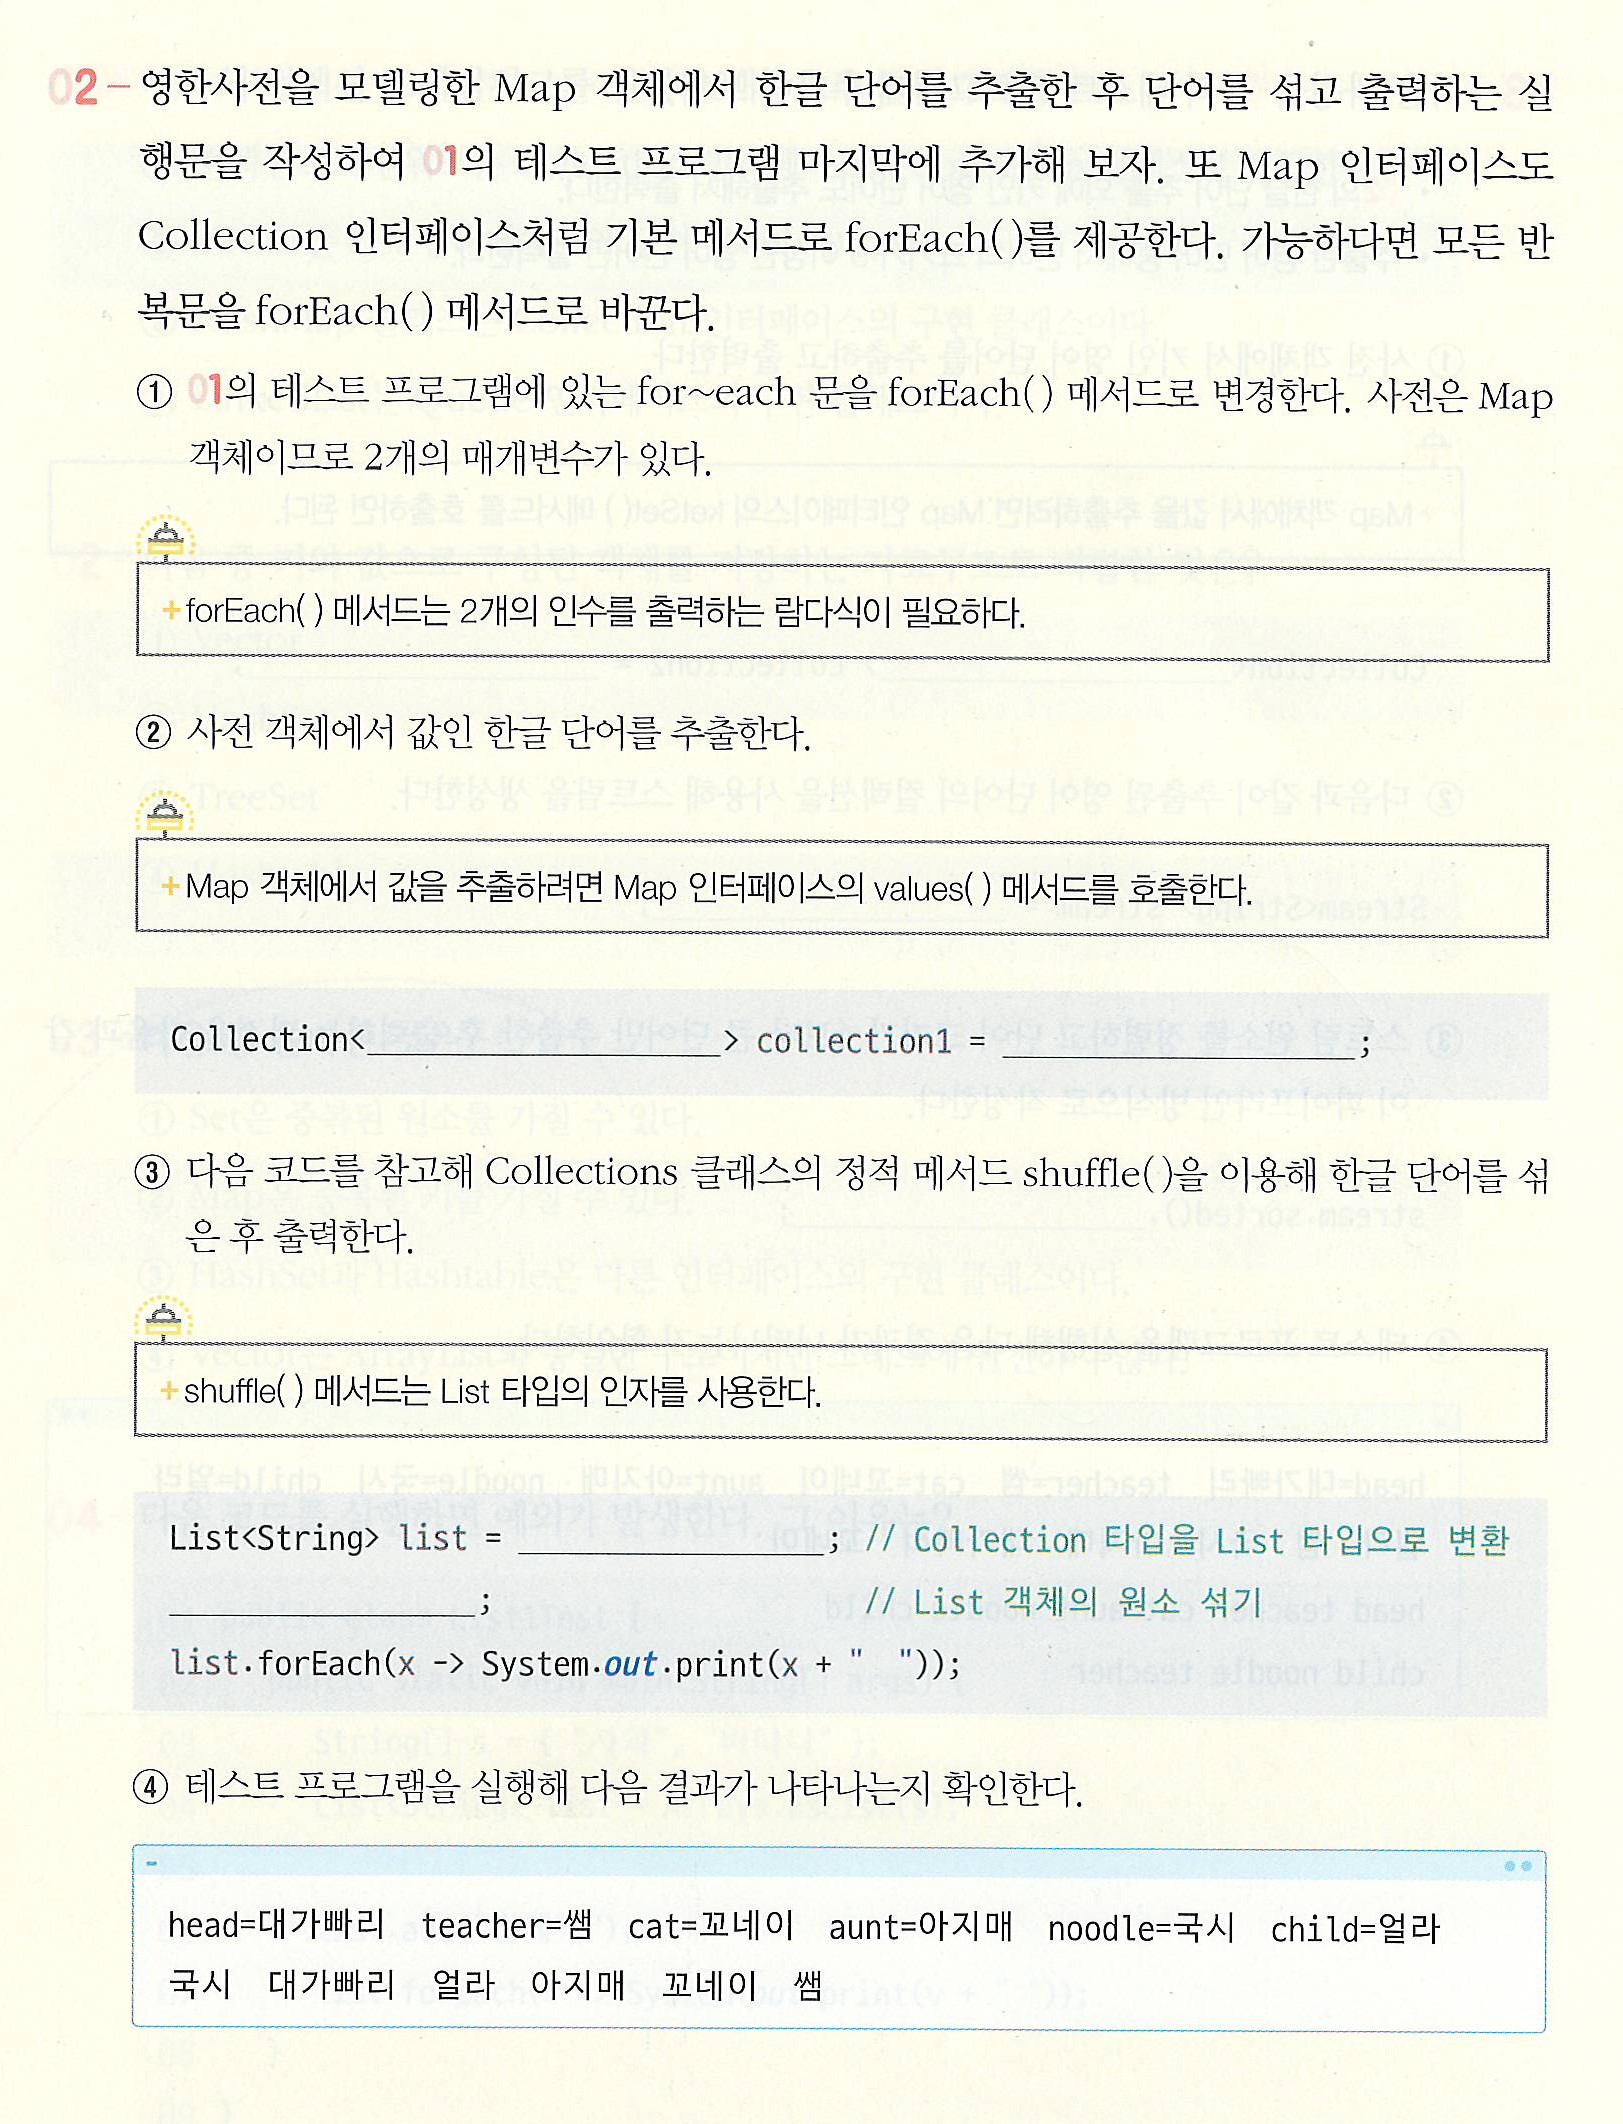 02 - 영한사전을 모델링한 Map 객체에서 한글 단어를 추출한 후 단어를 섞고 출력하는 실
행문을 작성하여 01의 테스트 프로그램 마지막에 추가해 보자. 또 Map 인터페이스도
Collection 인터페이스처럼 기본 메서드로 forEach( )를 제공한다. 가능하다면 모든 반
복문을 forEach( ) 메서드로 바꾼다.
① 01의 테스트 프로그램에 있는 for~each 문을 forEach( ) 메서드로 변경한다. 사전은 Map
객체이므로 2개의 매개변수가 있다.
+ forEach( ) 메서드는 2개의 인수를 출력하는 람다식이 필요하다.
② 사전 객체에서 값인 한글 단어를 추출한다.
+ Map 객체에서 값을 추출하려면 Map 인터페이스의 values( ) 메서드를 호출한다.
Collection<____________________> collection1 = ____________________;
③ 다음 코드를 참고해 Collections 클래스의 정적 메서드 shuffle( )을 이용해 한글 단어를 섞
은 후 출력한다.
+ shuffle( ) 메서드는 List 타입의 인자를 사용한다.
List<String> list = _________________; // Collection 타입을 List 타입으로 변환
_________________; // List 객체의 원소 섞기
list.forEach(x -> System.out.print(x + "  "));
④ 테스트 프로그램을 실행해 다음 결과가 나타나는지 확인한다.
head=대가빠리 teacher=쌤 cat=꼬네이 aunt=아지매 noodle=국시 child=얼라
국시 대가빠리 얼라 아지매 꼬네이 쌤